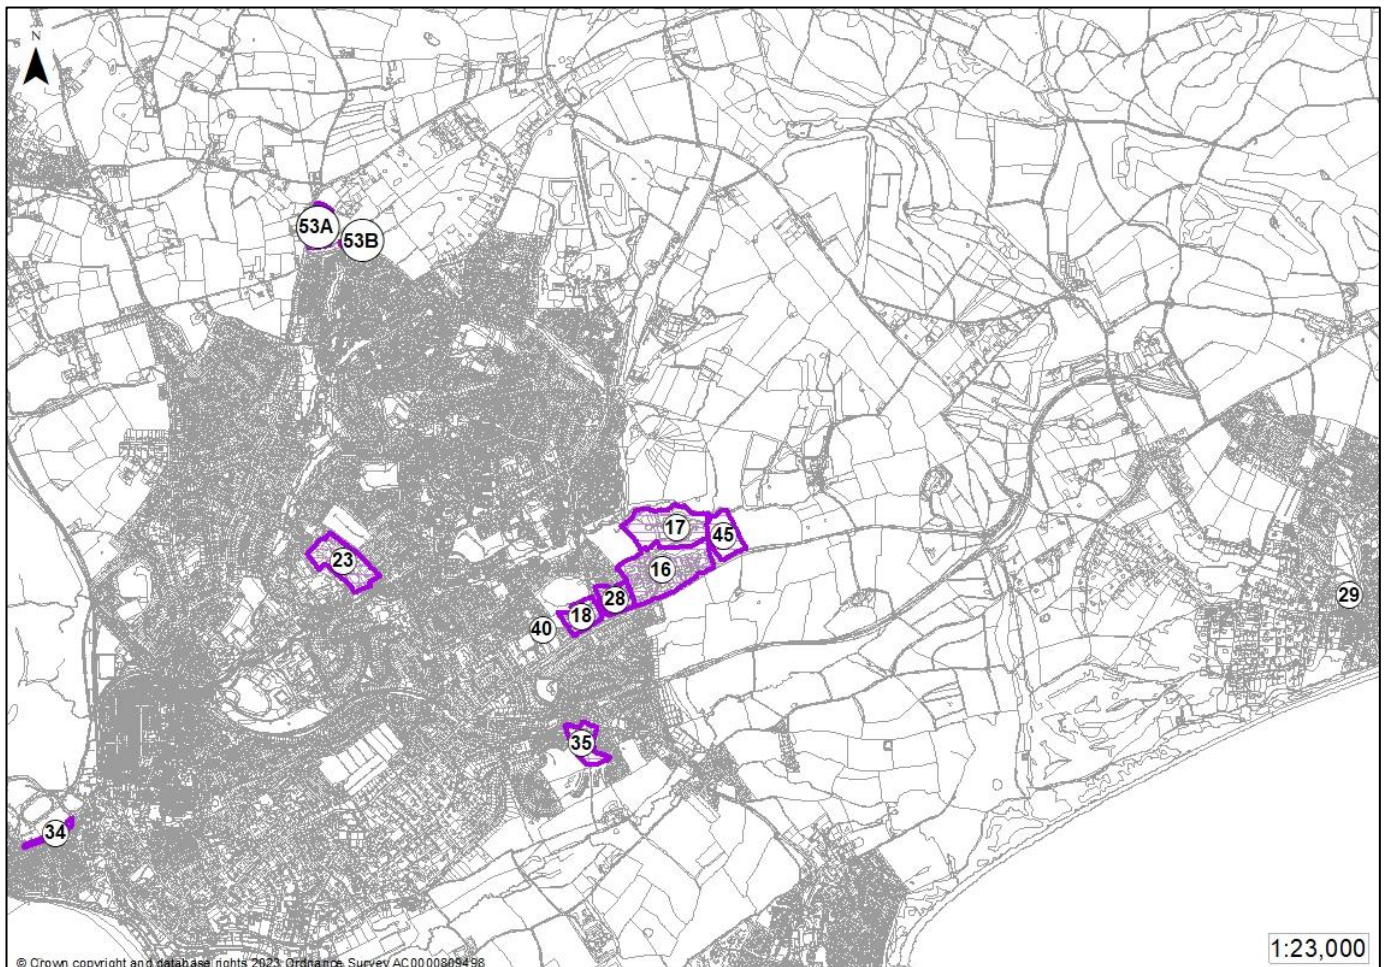 N
53A
53B
17
45
23
16
28
29
18
40
35
34
1:23,000
© Crown copyright and database rights 2023. Ordnance Survey AC0000809498